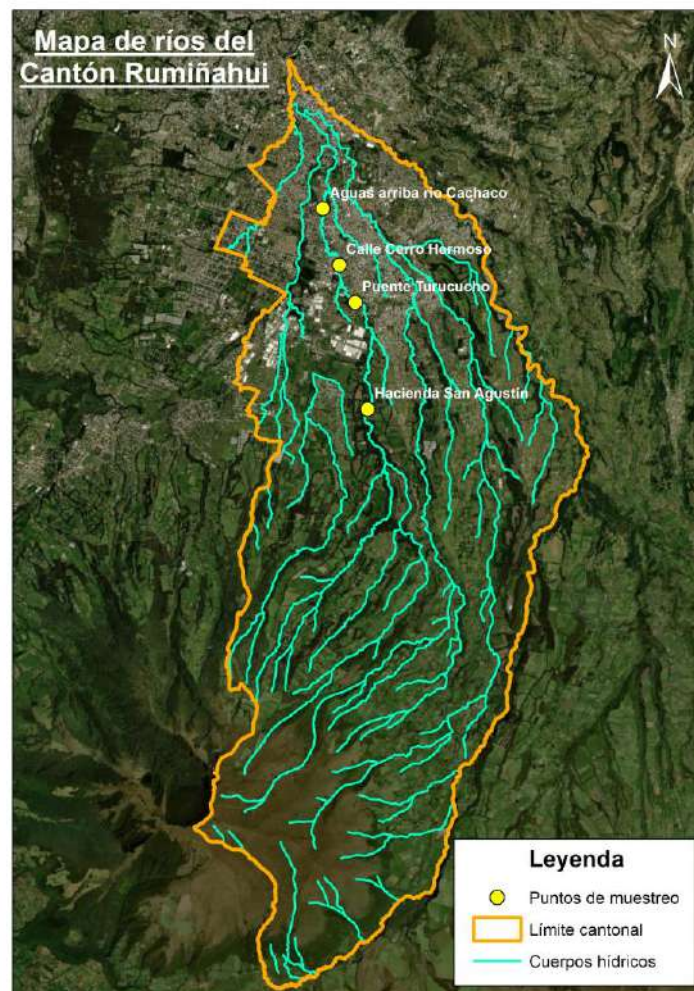 Mapa de ríos del
Cantón Rumiñahui
N
Aguas arriba río Cachaco
Calle Cerro Hermoso
Puente Turucucho
Hacienda San Agustín
Leyenda
Puntos de muestreo
Límite cantonal
Cuerpos hídricos